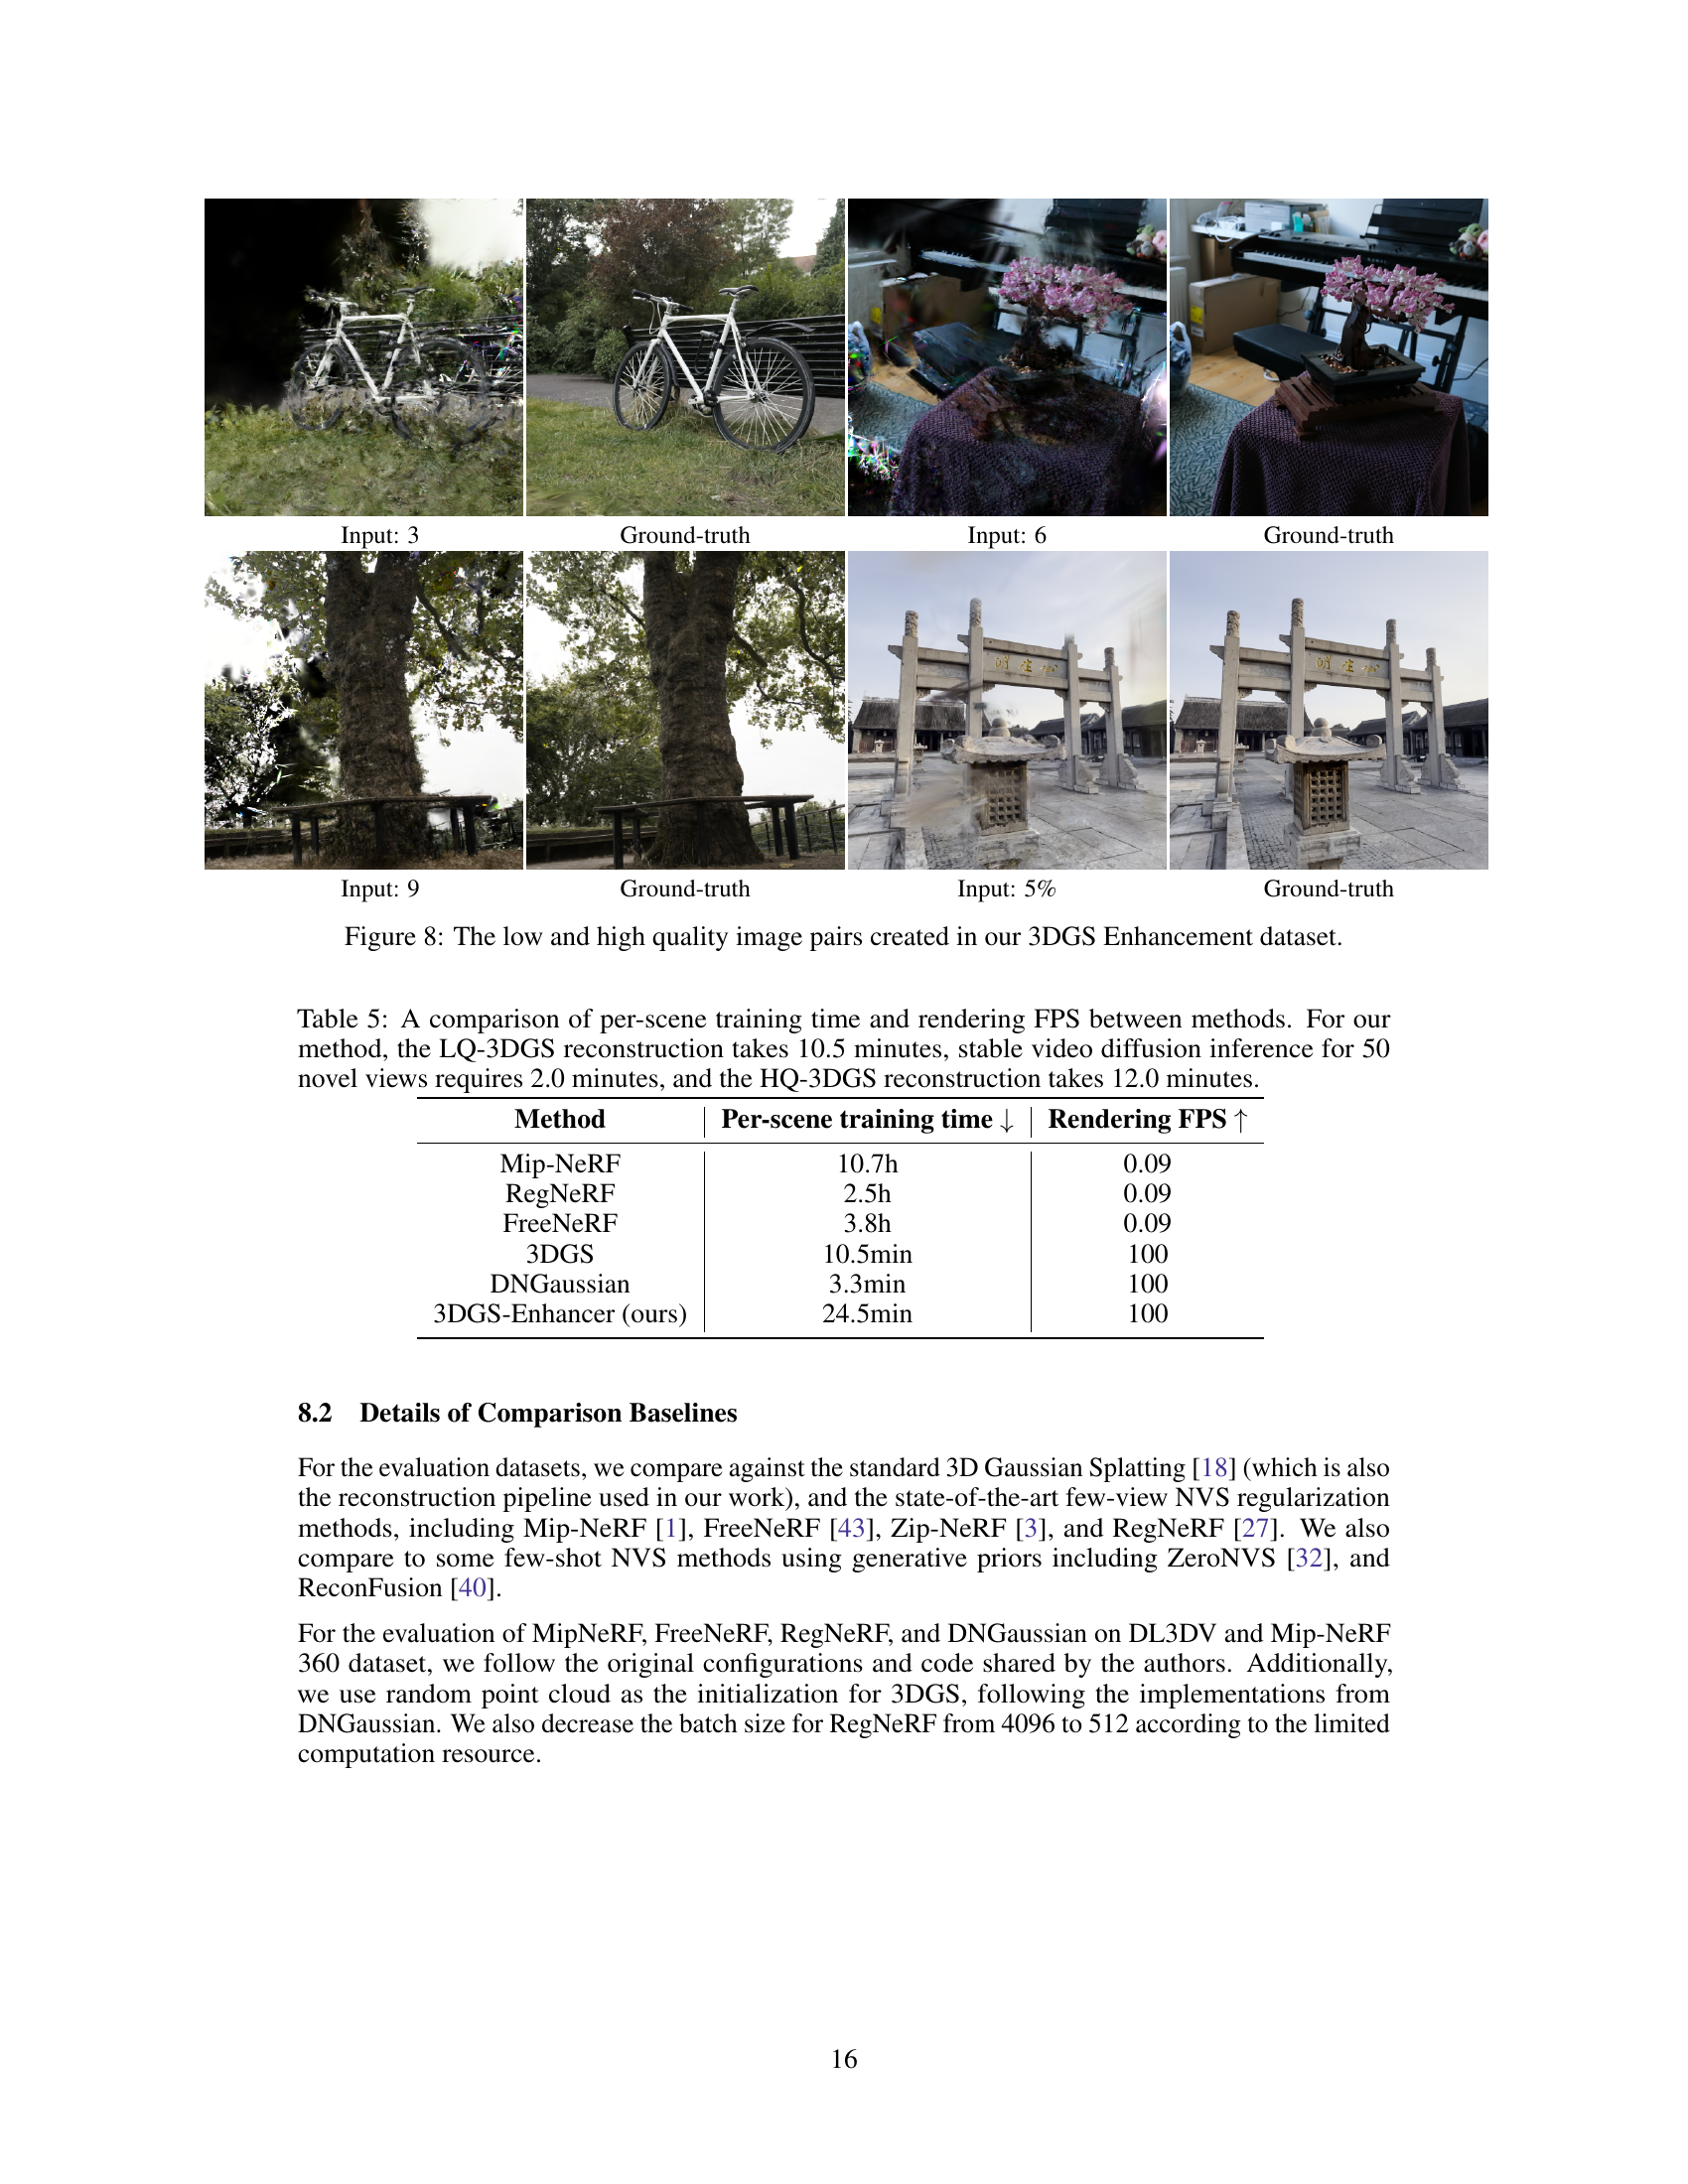 Input: 3
Ground-truth
Input: 6
Ground-truth
Input: 9
Ground-truth
Input: 5%
Ground-truth
Figure 8: The low and high quality image pairs created in our 3DGS Enhancement dataset.
Table 5: A comparison of per-scene training time and rendering FPS between methods. For our
method, the LQ-3DGS reconstruction takes 10.5 minutes, stable video diffusion inference for 50
novel views requires 2.0 minutes, and the HQ-3DGS reconstruction takes 12.0 minutes.
Method Per-scene training time ↓ Rendering FPS ↑
Mip-NeRF 10.7h 0.09
RegNeRF 2.5h 0.09
FreeNeRF 3.8h 0.09
3DGS 10.5min 100
DNGaussian 3.3min 100
3DGS-Enhancer (ours) 24.5min 100
8.2 Details of Comparison Baselines
For the evaluation datasets, we compare against the standard 3D Gaussian Splatting [18] (which is also
the reconstruction pipeline used in our work), and the state-of-the-art few-view NVS regularization
methods, including Mip-NeRF [1], FreeNeRF [43], Zip-NeRF [3], and RegNeRF [27]. We also
compare to some few-shot NVS methods using generative priors including ZeroNVS [32], and
ReconFusion [40].
For the evaluation of MipNeRF, FreeNeRF, RegNeRF, and DNGaussian on DL3DV and Mip-NeRF
360 dataset, we follow the original configurations and code shared by the authors. Additionally,
we use random point cloud as the initialization for 3DGS, following the implementations from
DNGaussian. We also decrease the batch size for RegNeRF from 4096 to 512 according to the limited
computation resource.
16